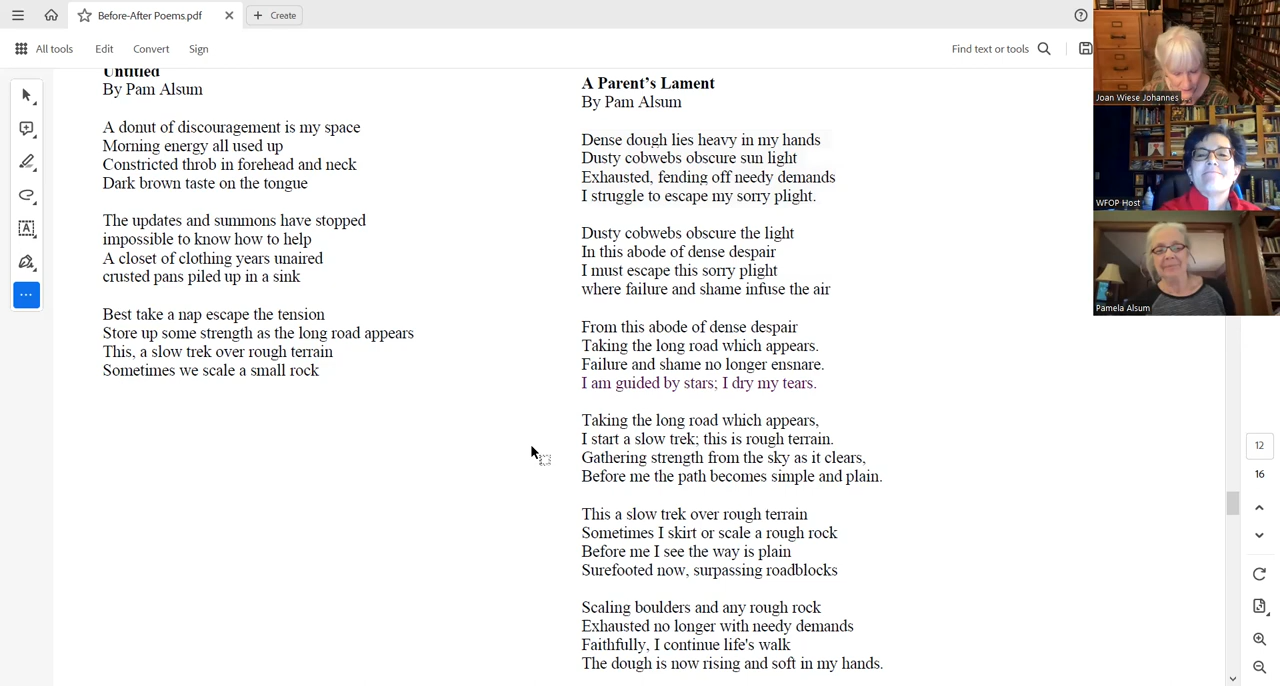 Before-After Poems.pdf
Create
All tools
Edit
Convert
Sign
Find text or tools
Untitled
By Pam Alsum
A donut of discouragement is my space
Morning energy all used up
Constricted throb in forehead and neck
Dark brown taste on the tongue
The updates and summons have stopped
impossible to know how to help
A closet of clothing years unaired
crusted pans piled up in a sink
Best take a nap escape the tension
Store up some strength as the long road appears
This, a slow trek over rough terrain
Sometimes we scale a small rock
A Parent's Lament
By Pam Alsum
Dense dough lies heavy in my hands
Dusty cobwebs obscure sun light
Exhausted, fending off needy demands
I struggle to escape my sorry plight.
Dusty cobwebs obscure the light
In this abode of dense despair
I must escape this sorry plight
where failure and shame infuse the air
From this abode of dense despair
Taking the long road which appears.
Failure and shame no longer ensnare.
I am guided by stars; I dry my tears.
Taking the long road which appears,
I start a slow trek; this is rough terrain.
Gathering strength from the sky as it clears,
Before me the path becomes simple and plain.
This a slow trek over rough terrain
Sometimes I skirt or scale a rough rock
Before me I see the way is plain
Surefooted now, surpassing roadblocks
Scaling boulders and any rough rock
Exhausted no longer with needy demands
Faithfully, I continue life's walk
The dough is now rising and soft in my hands.
Joan Wiese Johannes
WFOP Host
Pamela Alsum
12
16